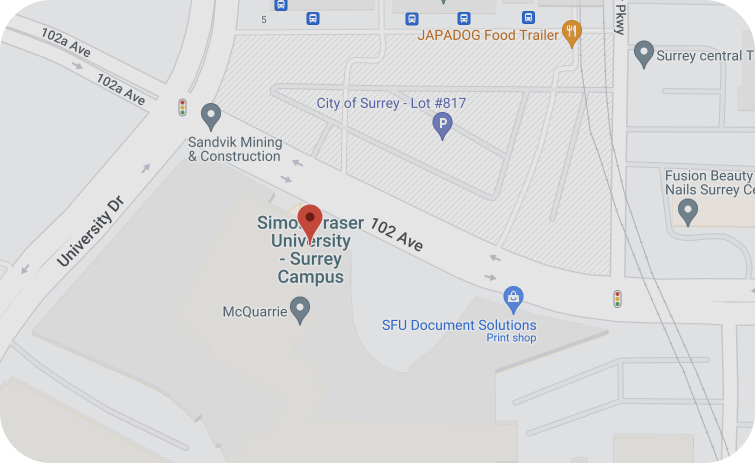 5
Pkwy
102a Ave
JAPADOG Food Trailer
Surrey central T
102a Ave
City of Surrey - Lot #817
P
Sandvik Mining
& Construction
Fusion Beauty
Nails Surrey Ce
University Dr
Simon Fraser
University
- Surrey
Campus
102 Ave
McQuarrie
SFU Document Solutions
Print shop